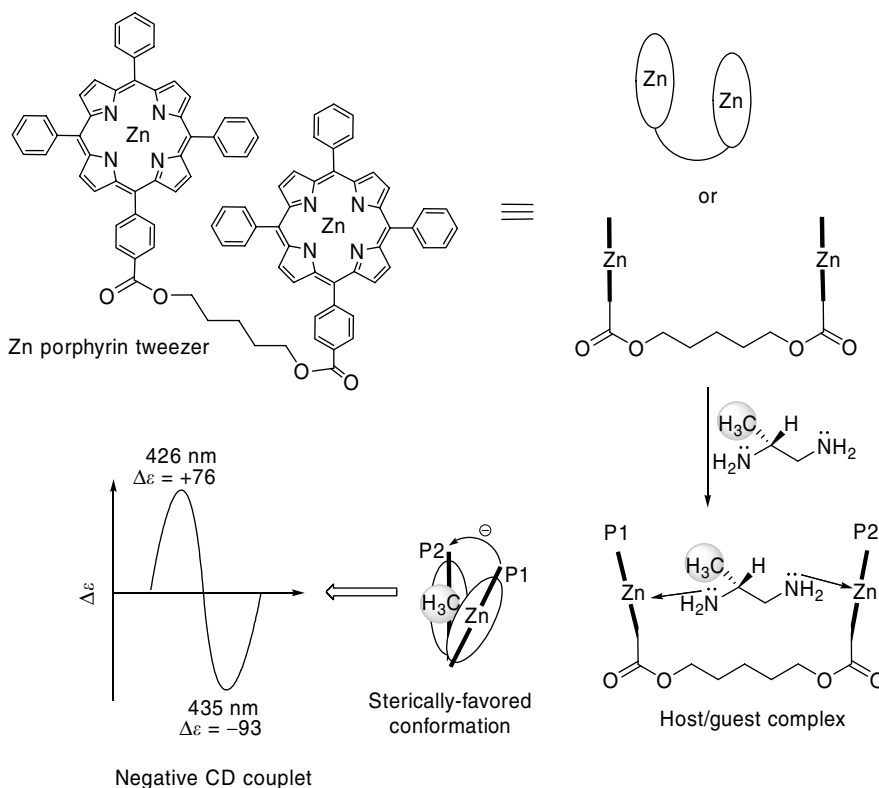 Zn
N
N
N
N
Zn
N
N
N
N
O
O
O
O
Zn porphyrin tweezer
Zn
Zn
or
Zn
Zn
O
O
O
O
H3C
H
H2N
NH2
P1
P2
H3C
H
Zn
H2N
NH2
Zn
O
O
O
O
Host/guest complex
P2
⊖
P1
H3C
Zn
Sterically-favored
conformation
426 nm
Δε = +76
Δε
435 nm
Δε = −93
Negative CD couplet